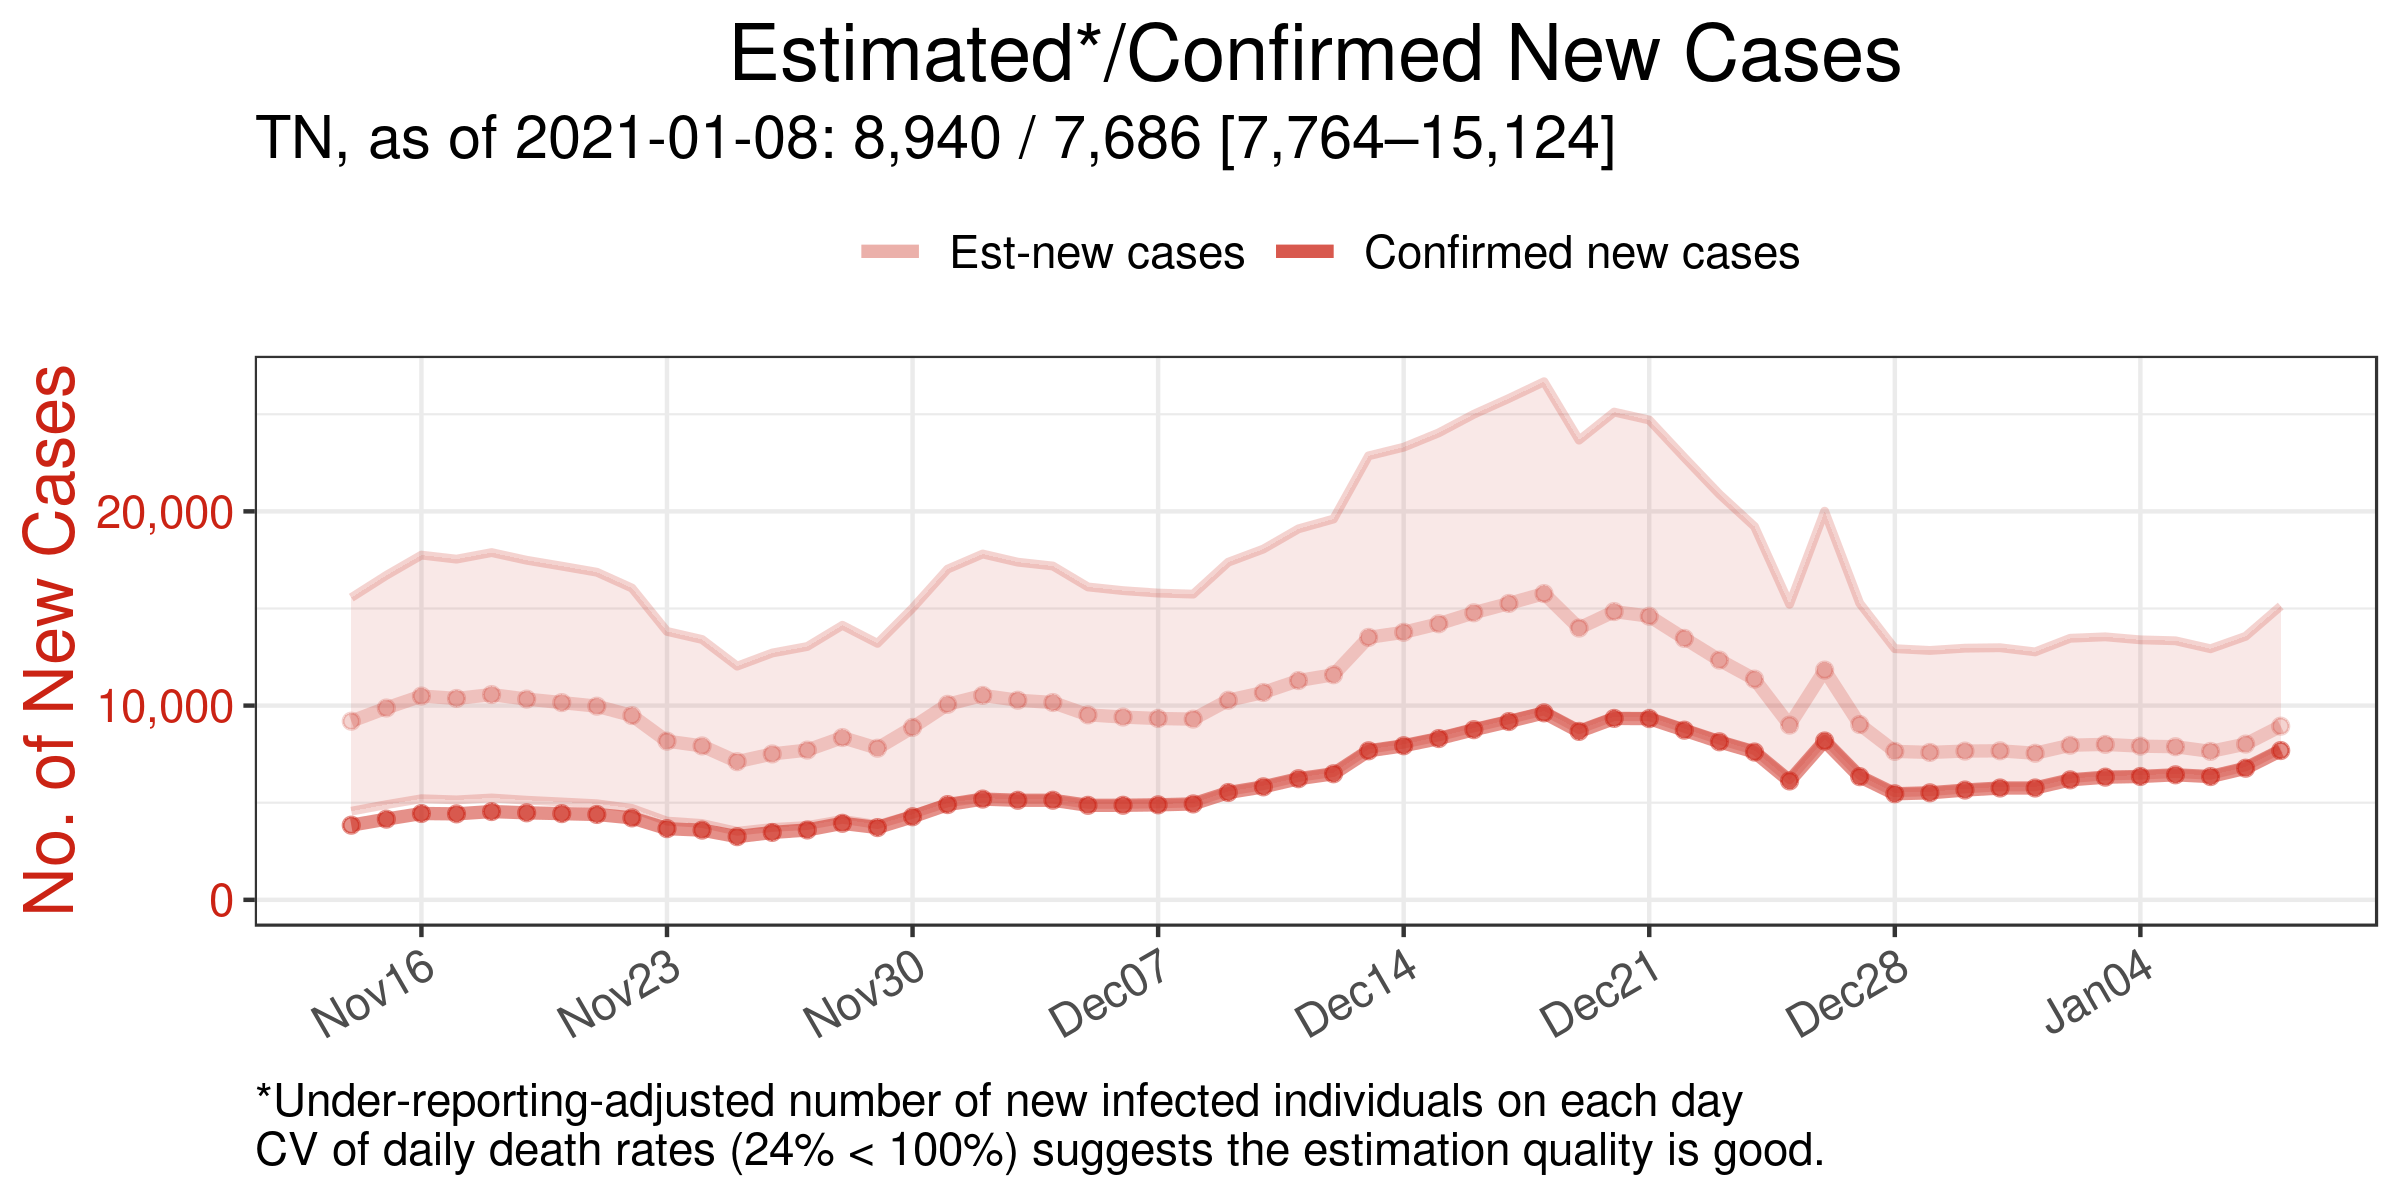 Estimated*/Confirmed New Cases
TN, as of 2021-01-08: 8,940 / 7,686 [7,764–15,124]
Est-new cases
Confirmed new cases
No. of New Cases
20,000
10,000
0
Nov16
Nov23
Nov30
Dec07
Dec14
Dec21
Dec28
Jan04
*Under-reporting-adjusted number of new infected individuals on each day
CV of daily death rates (24% < 100%) suggests the estimation quality is good.